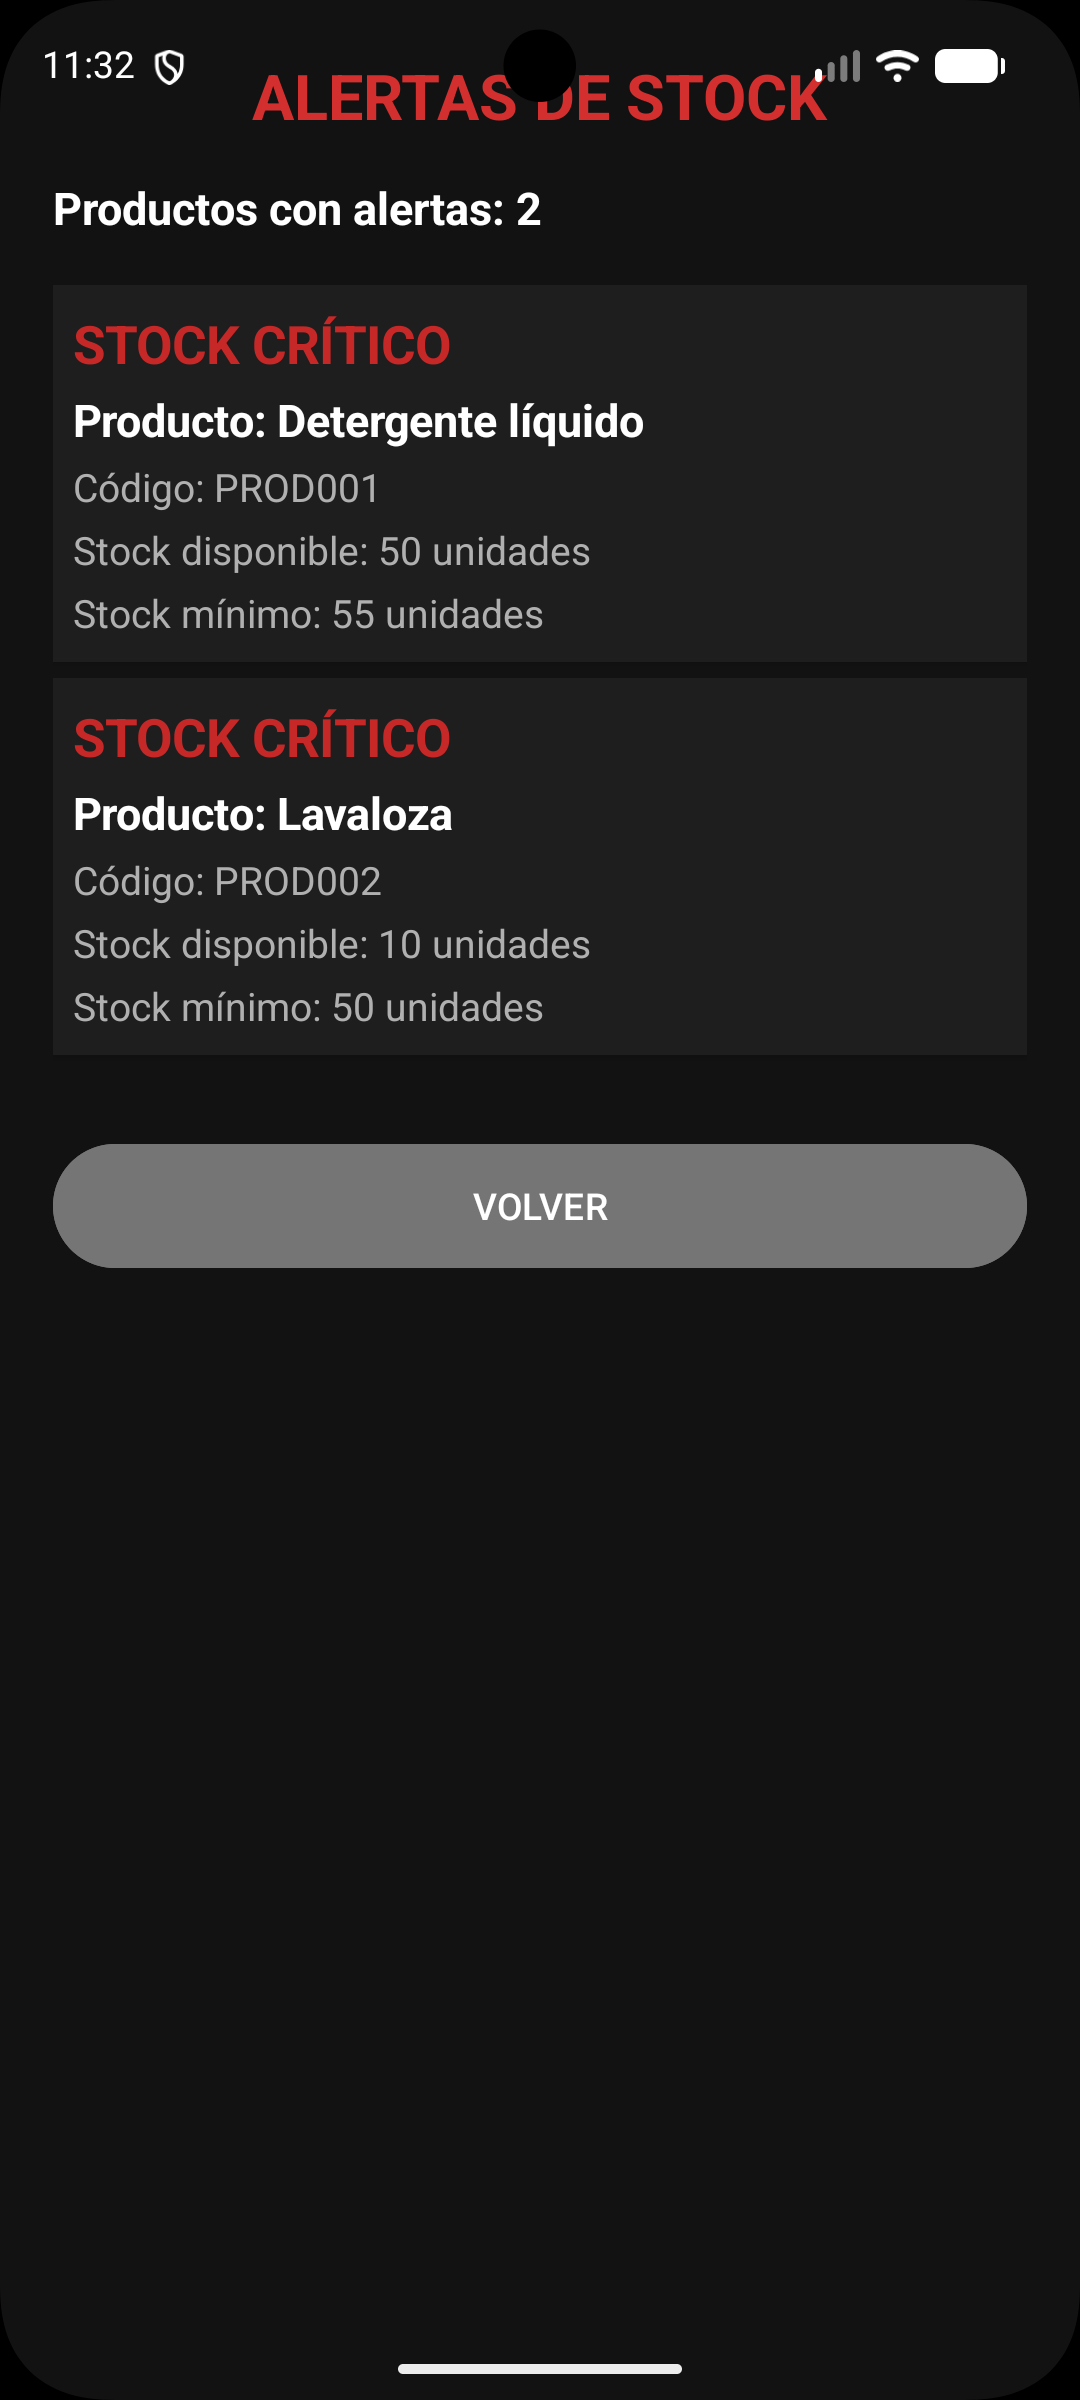 11:32
ALERTAS DE STOCK
Productos con alertas: 2
STOCK CRÍTICO
Producto: Detergente líquido
Código: PROD001
Stock disponible: 50 unidades
Stock mínimo: 55 unidades
STOCK CRÍTICO
Producto: Lavaloza
Código: PROD002
Stock disponible: 10 unidades
Stock mínimo: 50 unidades
VOLVER